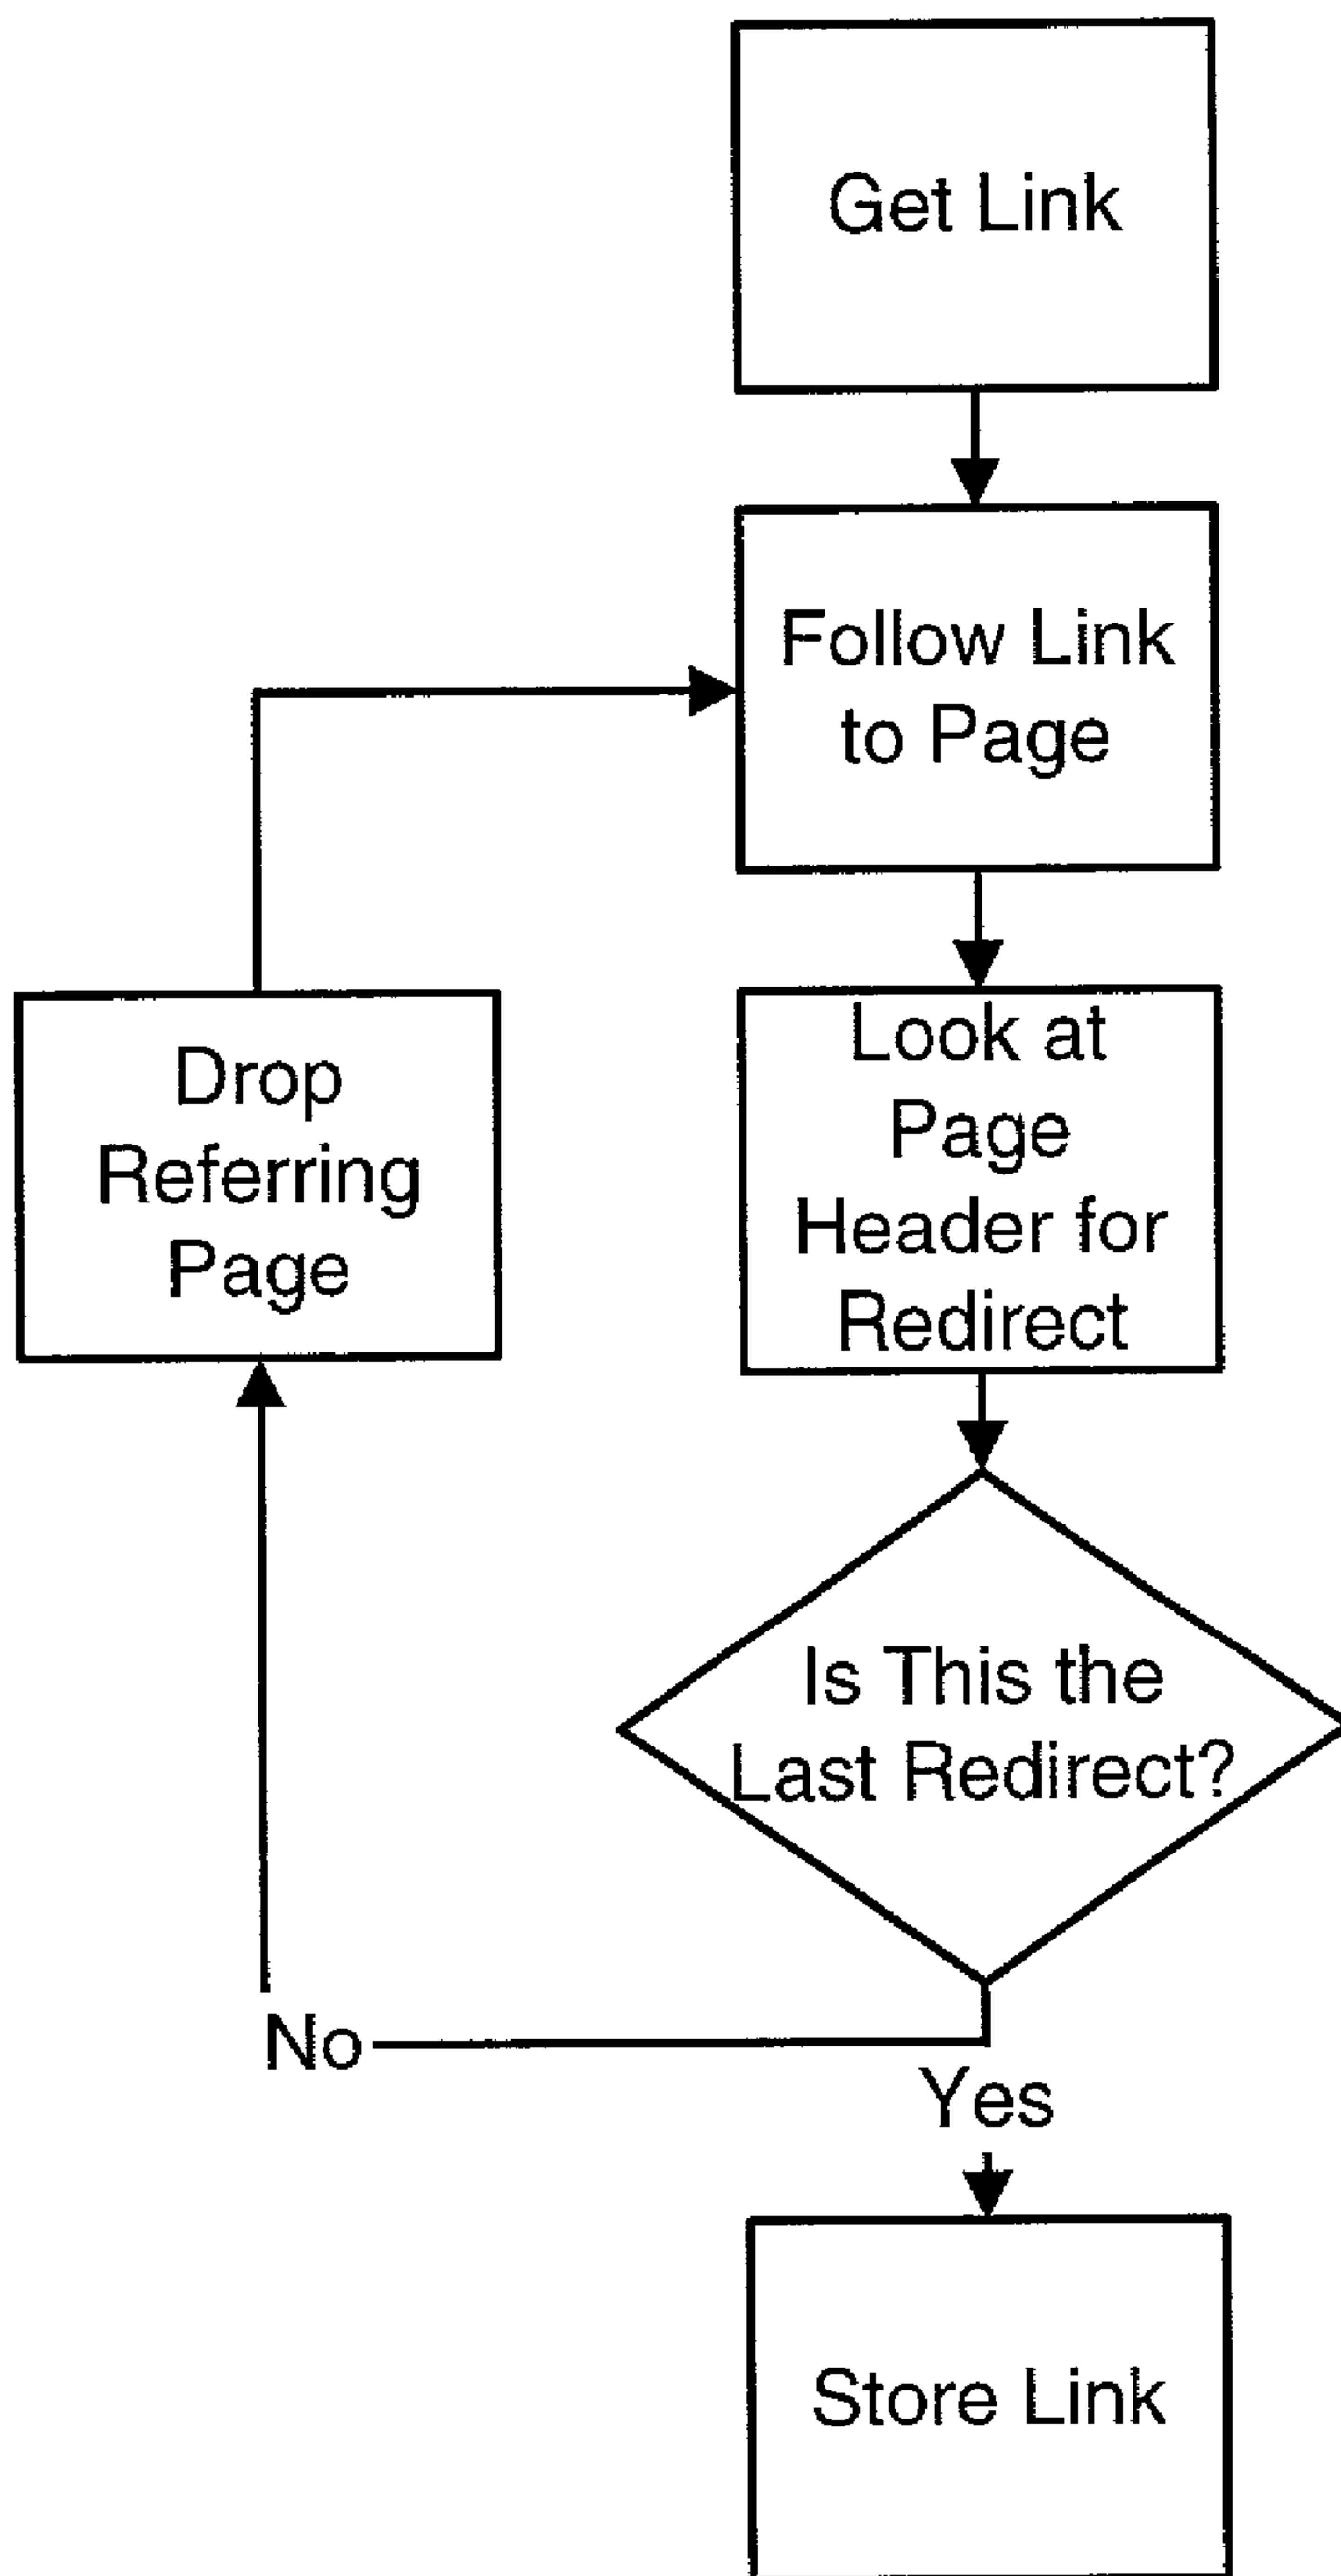 Get Link
Follow Link
to Page
Look at
Page
Header for
Redirect
Drop
Referring
Page
Is This the
Last Redirect?
No
Yes
Store Link